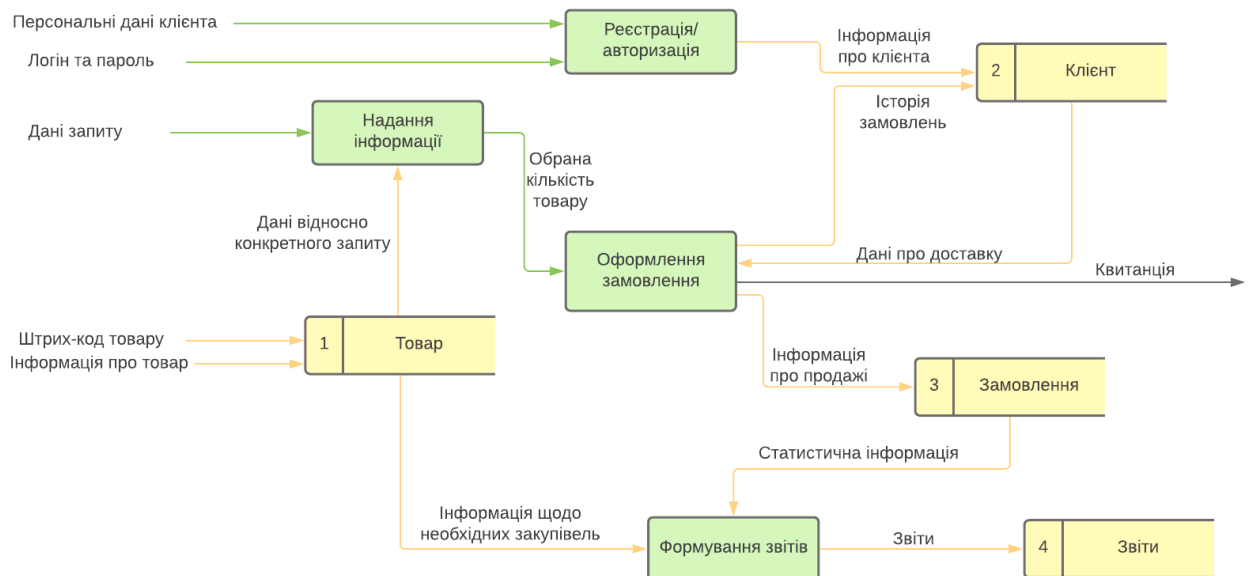 Персональні дані клієнта
Реєстрація/
авторизація
Інформація
про клієнта
Логін та пароль
2
Клієнт
Історія
замовлень
Дані запиту
Надання
інформації
Обрана
кількість
товару
Дані відносно
конкретного запиту
Оформлення
замовлення
Дані про доставку
Квитанція
Штрих-код товару
Інформація про товар
1
Товар
Інформація
про продажі
3
Замовлення
Статистична інформація
Інформація щодо
необхідних закупівель
Формування звітів
Звіти
4
Звіти